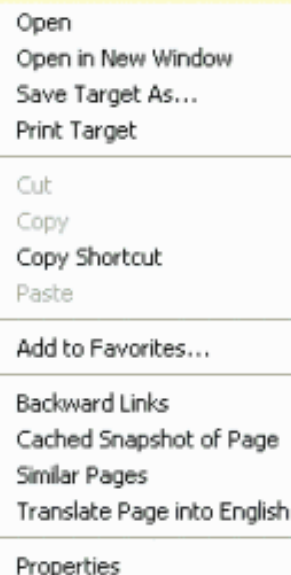 Open
Open in New Window
Save Target As...
Print Target
Cut
Copy
Copy Shortcut
Paste
Add to Favorites...
Backward Links
Cached Snapshot of Page
Similar Pages
Translate Page into English
Properties